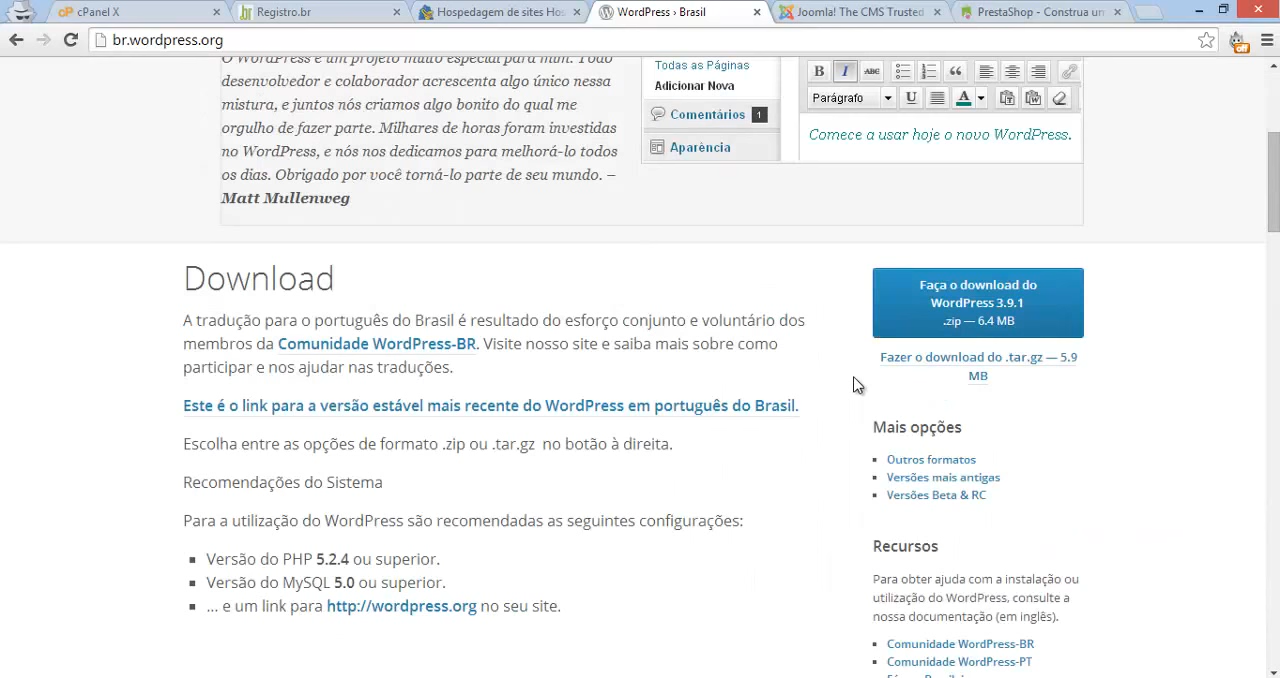 cPanel X
Registro.br
Hospedagem de sites Hos
WordPress › Brasil
Joomla! The CMS Trusted
PrestaShop - Construa un
br.wordpress.org
off
O WordPress é um projeto muito especial para mim. Todo
desenvolvedor e colaborador acrescenta algo único nessa
mistura, e juntos nós criamos algo bonito do qual me
orgulho de fazer parte. Milhares de horas foram investidas
no WordPress, e nós nos dedicamos para melhorá-lo todos
os dias. Obrigado por você torná-lo parte de seu mundo. –
Matt Mullenweg
Todas as Páginas
Adicionar Nova
Comentários 1
Aparência
B I ABC
Parágrafo U A
Comece a usar hoje o novo WordPress.
Download
A tradução para o português do Brasil é resultado do esforço conjunto e voluntário dos
membros da Comunidade WordPress-BR. Visite nosso site e saiba mais sobre como
participar e nos ajudar nas traduções.
Este é o link para a versão estável mais recente do WordPress em português do Brasil.
Escolha entre as opções de formato .zip ou .tar.gz no botão à direita.
Recomendações do Sistema
Para a utilização do WordPress são recomendadas as seguintes configurações:
Versão do PHP 5.2.4 ou superior.
Versão do MySQL 5.0 ou superior.
... e um link para http://wordpress.org no seu site.
Faça o download do
WordPress 3.9.1
.zip — 6.4 MB
Fazer o download do .tar.gz — 5.9
MB
Mais opções
Outros formatos
Versões mais antigas
Versões Beta & RC
Recursos
Para obter ajuda com a instalação ou
utilização do WordPress, consulte a
nossa documentação (em inglês).
Comunidade WordPress-BR
Comunidade WordPress-PT